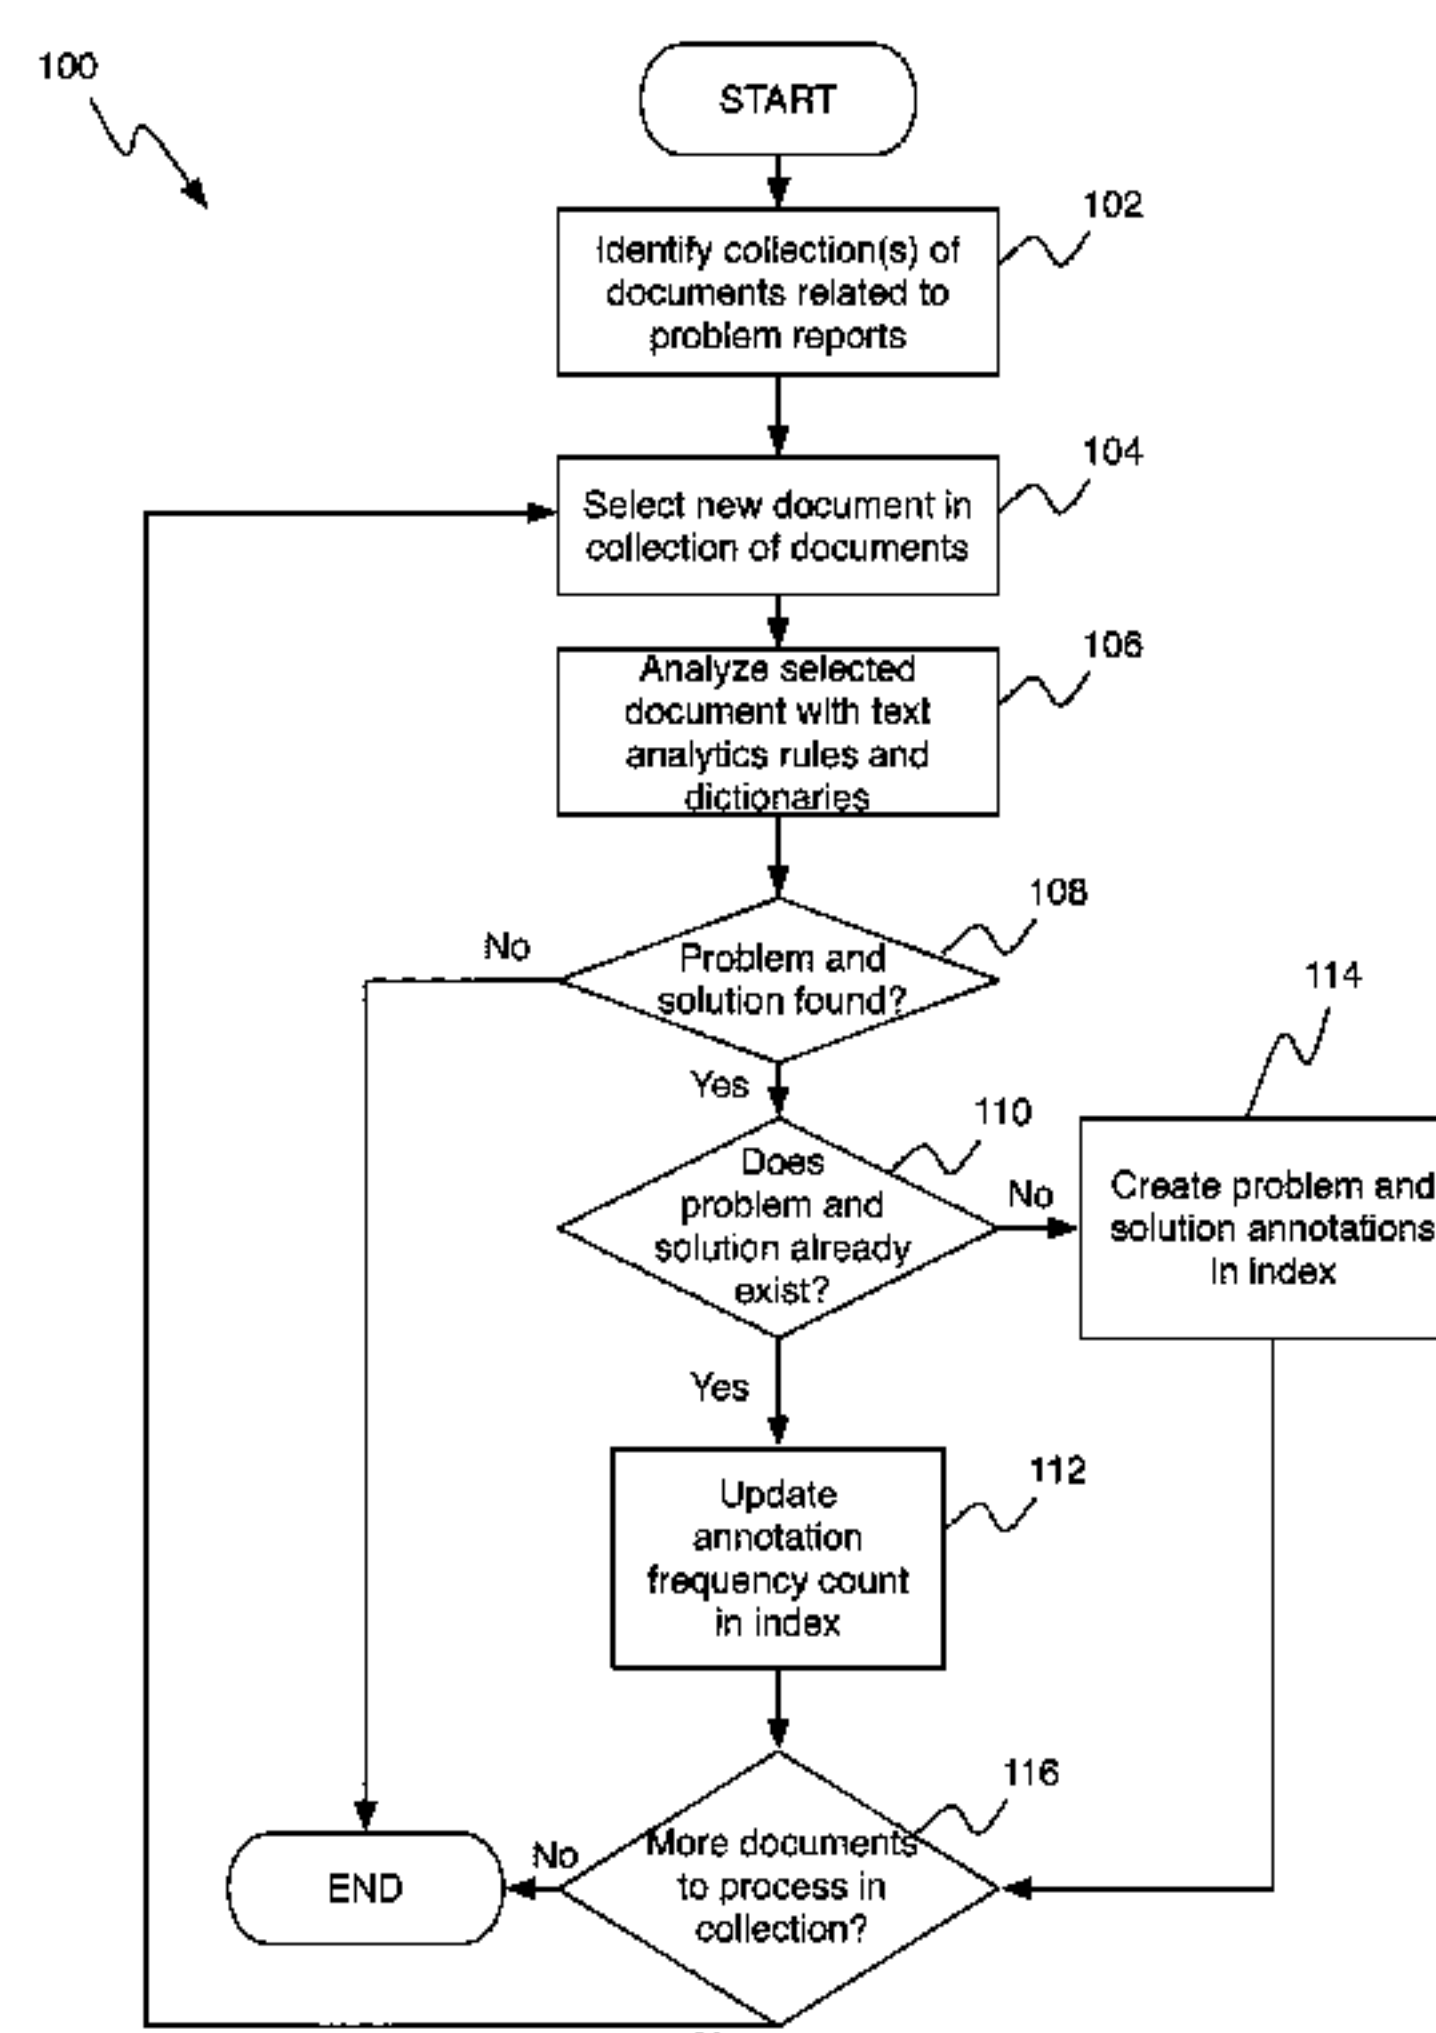 100
START
102
Identify collection(s) of
documents related to
problem reports
104
Select new document in
collection of documents
106
Analyze selected
document with text
analytics rules and
dictionaries
108
No
Problem and
solution found?
114
Yes
110
Does
problem and
solution already
exist?
No
Create problem and
solution annotations
In index
Yes
112
Update
annotation
frequency count
in index
116
More documents
to process in
collection?
No
END